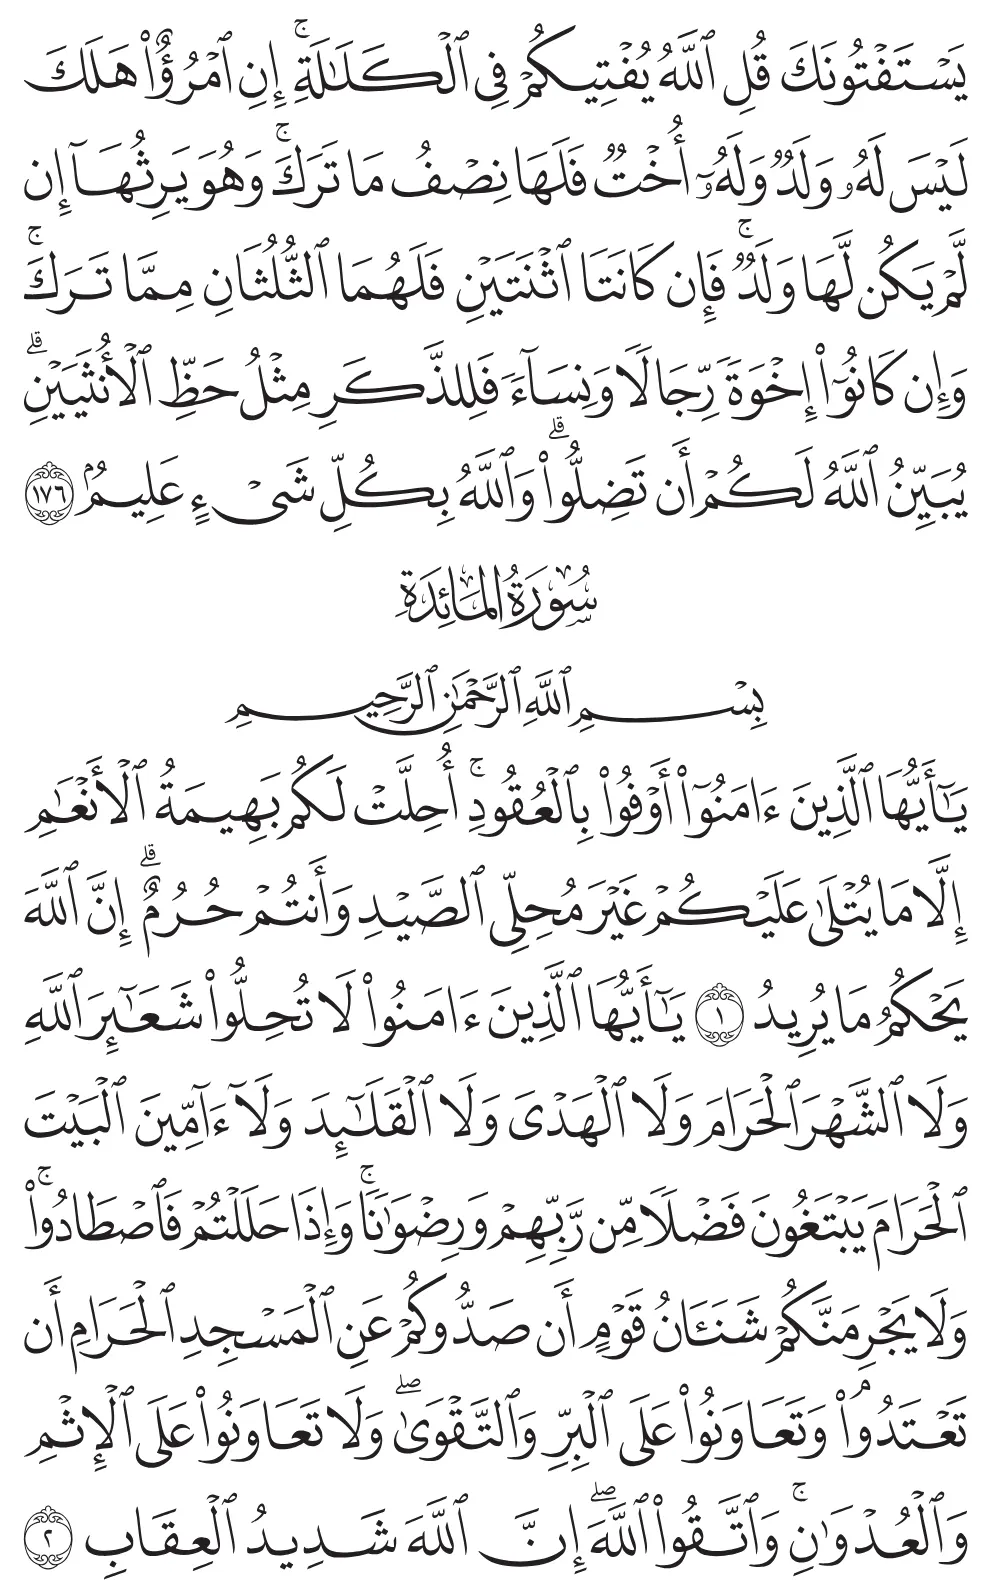 يَسْتَفْتُونَكَ قُلِ ٱللَّهُ يُفْتِيكُمْ فِى ٱلْكَلَـٰلَةِ ۚ إِنِ ٱمْرُؤٌا۟ هَلَكَ
لَيْسَ لَهُۥ وَلَدٌ وَلَهُۥٓ أُخْتٌ فَلَهَا نِصْفُ مَا تَرَكَ ۚ وَهُوَ يَرِثُهَآ إِن
لَّمْ يَكُن لَّهَا وَلَدٌ ۚ فَإِن كَانَتَا ٱثْنَتَيْنِ فَلَهُمَا ٱلثُّلُثَانِ مِمَّا تَرَكَ ۚ
وَإِن كَانُوٓا۟ إِخْوَةً رِّجَالًا وَنِسَآءً فَلِلذَّكَرِ مِثْلُ حَظِّ ٱلْأُنثَيَيْنِ ۗ
يُبَيِّنُ ٱللَّهُ لَكُمْ أَن تَضِلُّوا۟ ۗ وَٱللَّهُ بِكُلِّ شَىْءٍ عَلِيمٌۢ ١٧٦
سُورَةُ المَائِدَةِ
بِسْمِ ٱللَّهِ ٱلرَّحْمَـٰنِ ٱلرَّحِيمِ
يَـٰٓأَيُّهَا ٱلَّذِينَ ءَامَنُوٓا۟ أَوْفُوا۟ بِٱلْعُقُودِ ۚ أُحِلَّتْ لَكُم بَهِيمَةُ ٱلْأَنْعَـٰمِ
إِلَّا مَا يُتْلَىٰ عَلَيْكُمْ غَيْرَ مُحِلِّى ٱلصَّيْدِ وَأَنتُمْ حُرُمٌ ۗ إِنَّ ٱللَّهَ
يَحْكُمُ مَا يُرِيدُ ١ يَـٰٓأَيُّهَا ٱلَّذِينَ ءَامَنُوا۟ لَا تُحِلُّوا۟ شَعَـٰٓئِرَ ٱللَّهِ
وَلَا ٱلشَّهْرَ ٱلْحَرَامَ وَلَا ٱلْهَدْىَ وَلَا ٱلْقَلَـٰٓئِدَ وَلَآ ءَآمِّينَ ٱلْبَيْتَ
ٱلْحَرَامَ يَبْتَغُونَ فَضْلًا مِّن رَّبِّهِمْ وَرِضْوَٰنًا ۚ وَإِذَا حَلَلْتُمْ فَٱصْطَادُوا۟ ۚ
وَلَا يَجْرِمَنَّكُمْ شَنَـَٔانُ قَوْمٍ أَن صَدُّوكُمْ عَنِ ٱلْمَسْجِدِ ٱلْحَرَامِ أَن
تَعْتَدُوا۟ ۘ وَتَعَاوَنُوا۟ عَلَى ٱلْبِرِّ وَٱلتَّقْوَىٰ ۖ وَلَا تَعَاوَنُوا۟ عَلَى ٱلْإِثْمِ
وَٱلْعُدْوَٰنِ ۚ وَٱتَّقُوا۟ ٱللَّهَ ۖ إِنَّ ٱللَّهَ شَدِيدُ ٱلْعِقَابِ ٢